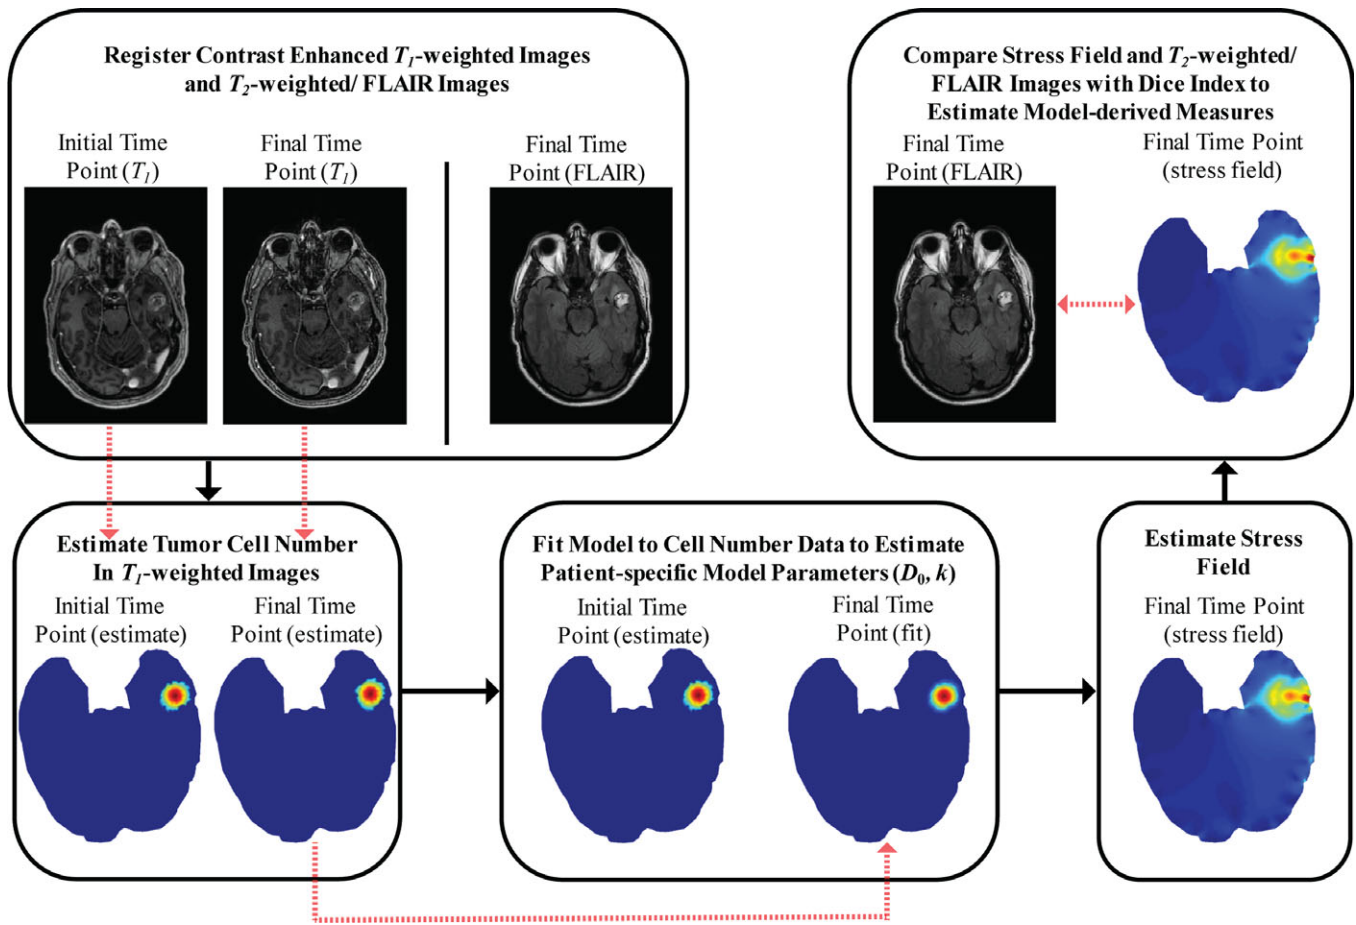 Register Contrast Enhanced T1-weighted Images
and T2-weighted/ FLAIR Images
Initial Time
Point (T1)
Final Time
Point (T1)
Final Time
Point (FLAIR)
Compare Stress Field and T2-weighted/
FLAIR Images with Dice Index to
Estimate Model-derived Measures
Final Time
Point (FLAIR)
Final Time Point
(stress field)
Estimate Tumor Cell Number
In T1-weighted Images
Initial Time
Point (estimate)
Final Time
Point (estimate)
Fit Model to Cell Number Data to Estimate
Patient-specific Model Parameters (D0, k)
Initial Time
Point (estimate)
Final Time
Point (fit)
Estimate Stress
Field
Final Time Point
(stress field)